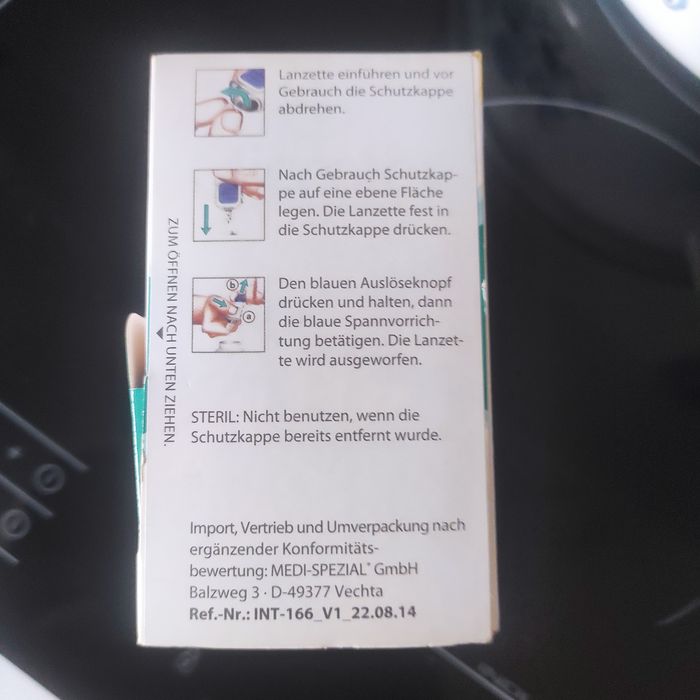 Lanzette einführen und vor
Gebrauch die Schutzkappe
abdrehen.
Nach Gebrauch Schutzkap-
pe auf eine ebene Fläche
legen. Die Lanzette fest in
die Schutzkappe drücken.
b
a
Den blauen Auslöseknopf
drücken und halten, dann
die blaue Spannvorrich-
tung betätigen. Die Lanzet-
te wird ausgeworfen.
ZUM ÖFFNEN NACH UNTEN ZIEHEN.
STERIL: Nicht benutzen, wenn die
Schutzkappe bereits entfernt wurde.
Import, Vertrieb und Umverpackung nach
ergänzender Konformitäts-
bewertung: MEDI-SPEZIAL® GmbH
Balzweg 3 · D-49377 Vechta
Ref.-Nr.: INT-166_V1_22.08.14